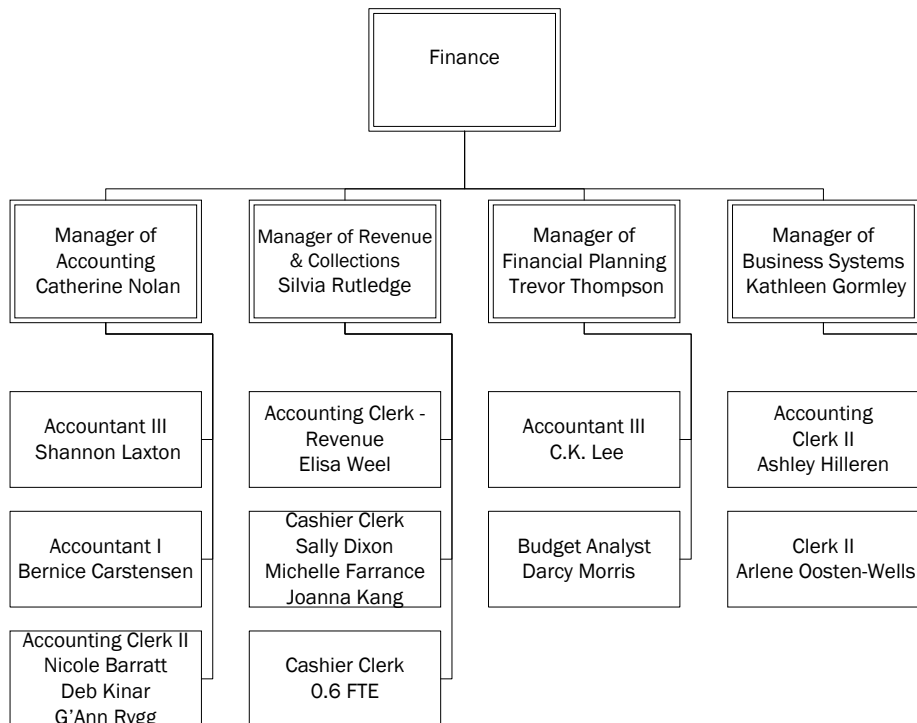 Finance
Manager of
Accounting
Catherine Nolan
Manager of Revenue
& Collections
Silvia Rutledge
Manager of
Financial Planning
Trevor Thompson
Manager of
Business Systems
Kathleen Gormley
Accountant III
Shannon Laxton
Accounting Clerk -
Revenue
Elisa Weel
Accountant III
C.K. Lee
Accounting
Clerk II
Ashley Hilleren
Accountant I
Bernice Carstensen
Cashier Clerk
Sally Dixon
Michelle Farrance
Joanna Kang
Budget Analyst
Darcy Morris
Clerk II
Arlene Oosten-Wells
Accounting Clerk II
Nicole Barratt
Deb Kinar
G'Ann Rygg
Cashier Clerk
0.6 FTE